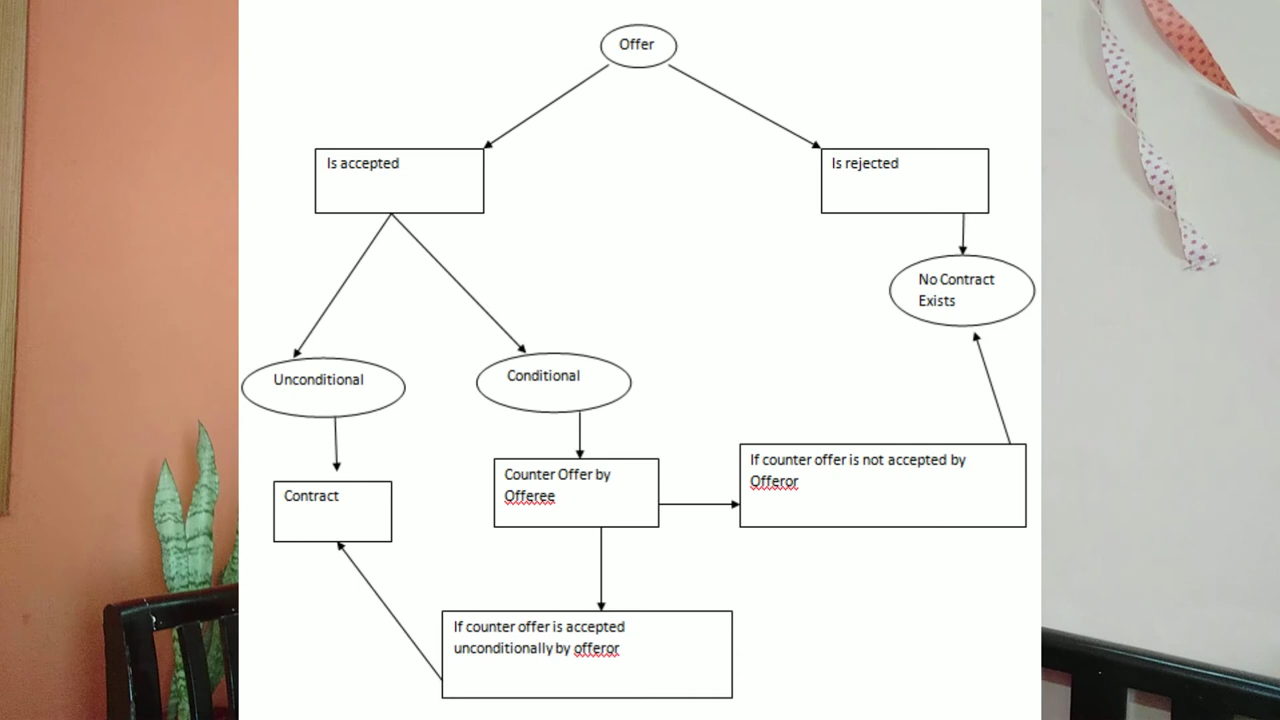 Offer
Is accepted
Is rejected
No Contract
Exists
Unconditional
Conditional
Counter Offer by
Offeree
If counter offer is not accepted by
Offeror
Contract
If counter offer is accepted
unconditionally by offeror